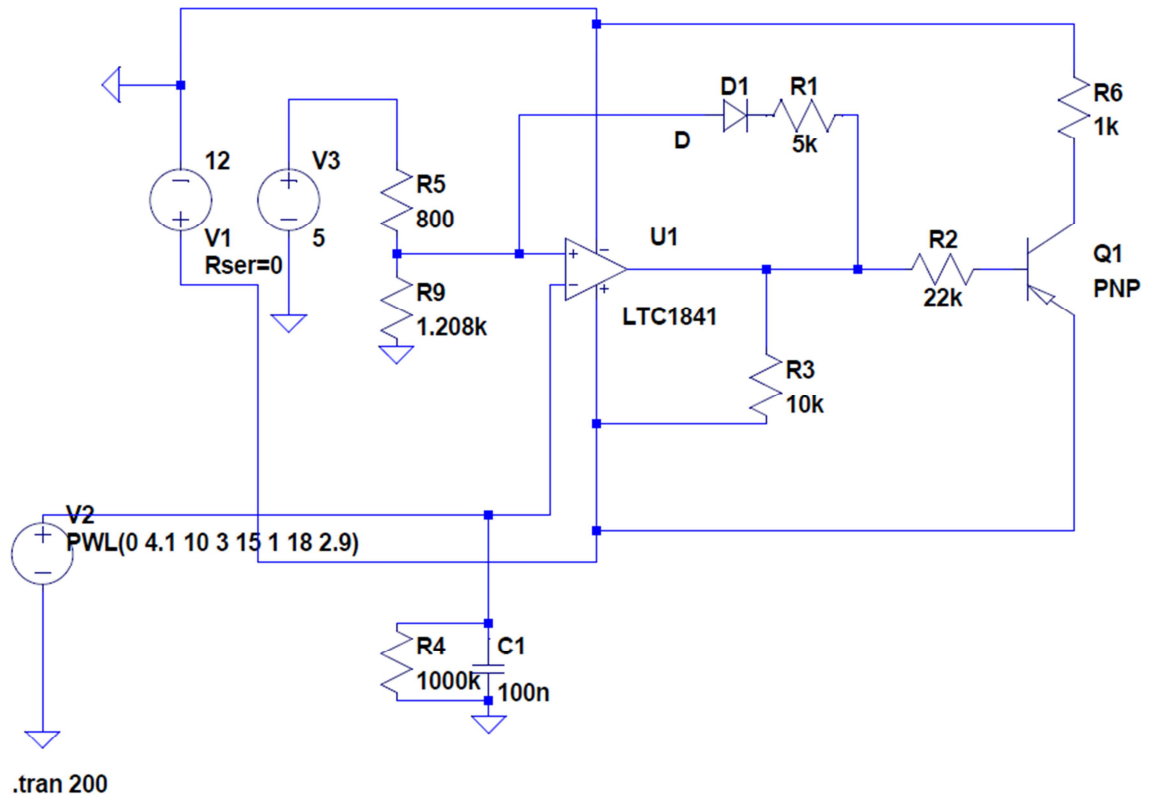 D1
R1
R6
1k
D
5k
12
V3
R5
800
V1
Rser=0
5
U1
R2
22k
Q1
PNP
R9
1.208k
LTC1841
R3
10k
V2
PWL(0 4.1 10 3 15 1 18 2.9)
R4
1000k
C1
100n
.tran 200